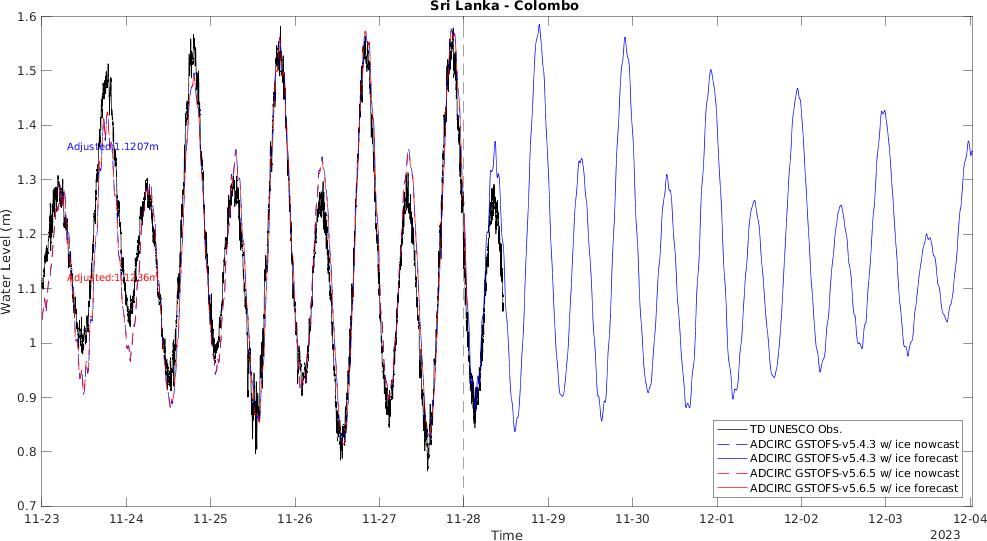 Sri Lanka - Colombo
1.6
1.5
1.4
1.3
1.2
1.1
1
0.9
0.8
0.7
Water Level (m)
Adjusted:1.1207m
Adjusted:1.1236m
TD UNESCO Obs.
ADCIRC GSTOFS-v5.4.3 w/ ice nowcast
ADCIRC GSTOFS-v5.4.3 w/ ice forecast
ADCIRC GSTOFS-v5.6.5 w/ ice nowcast
ADCIRC GSTOFS-v5.6.5 w/ ice forecast
11-23 11-24 11-25 11-26 11-27 11-28 11-29 11-30 12-01 12-02 12-03 12-04
Time
2023